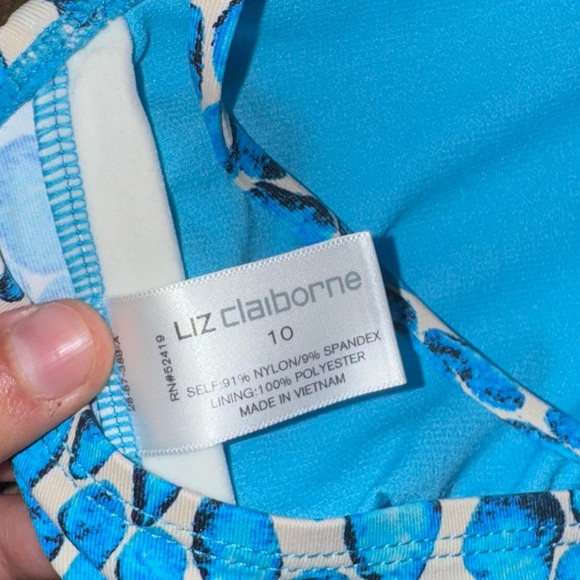 LIZ claiborne
10
SELF:91% NYLON/9% SPANDEX
LINING:100% POLYESTER
MADE IN VIETNAM
RN#52419